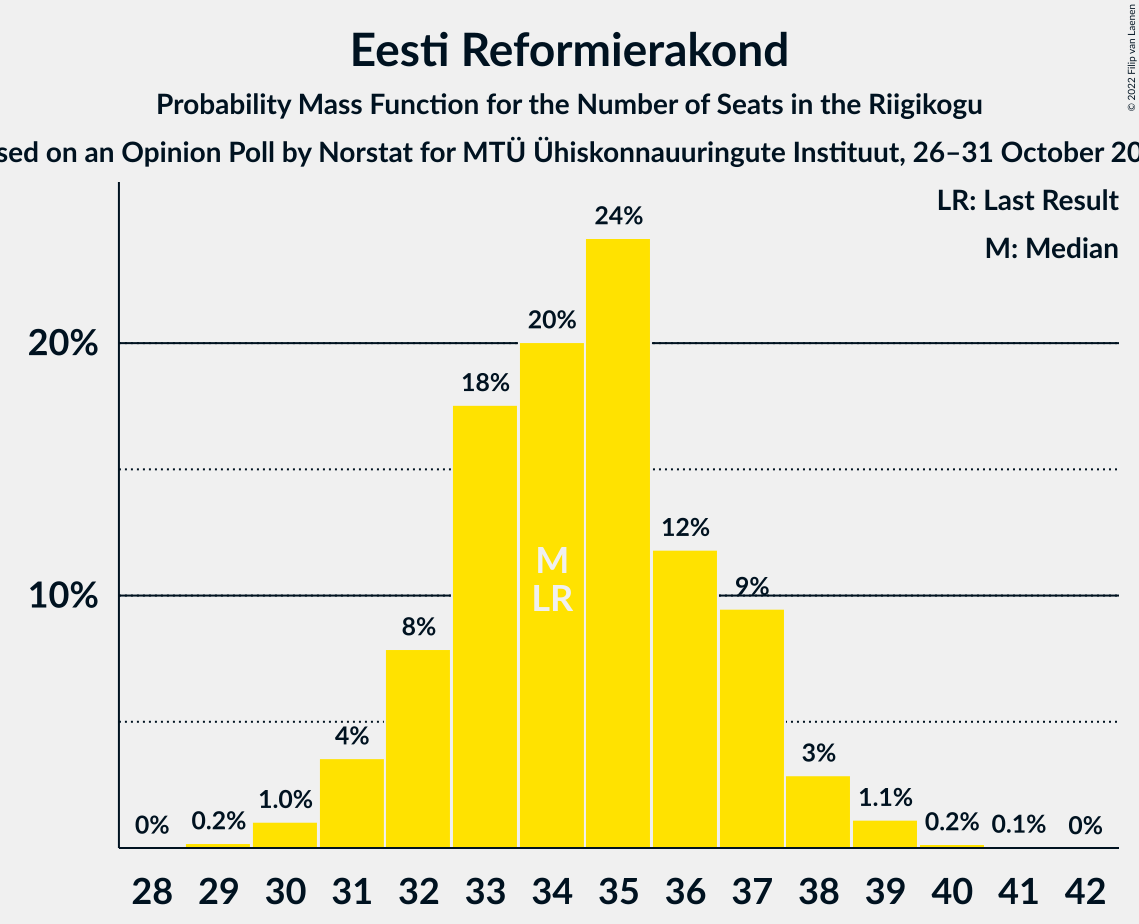 © 2022 Filip van Laenen
Eesti Reformierakond
Probability Mass Function for the Number of Seats in the Riigikogu
sed on an Opinion Poll by Norstat for MTÜ Ühiskonnauuringute Instituut, 26–31 October 20
LR: Last Result
M: Median
24%
20%
20%
18%
12%
M
LR
10%
9%
8%
4%
3%
0%
0.2%
1.0%
1.1%
0.2%
0.1%
0%
28 29 30 31 32 33 34 35 36 37 38 39 40 41 42